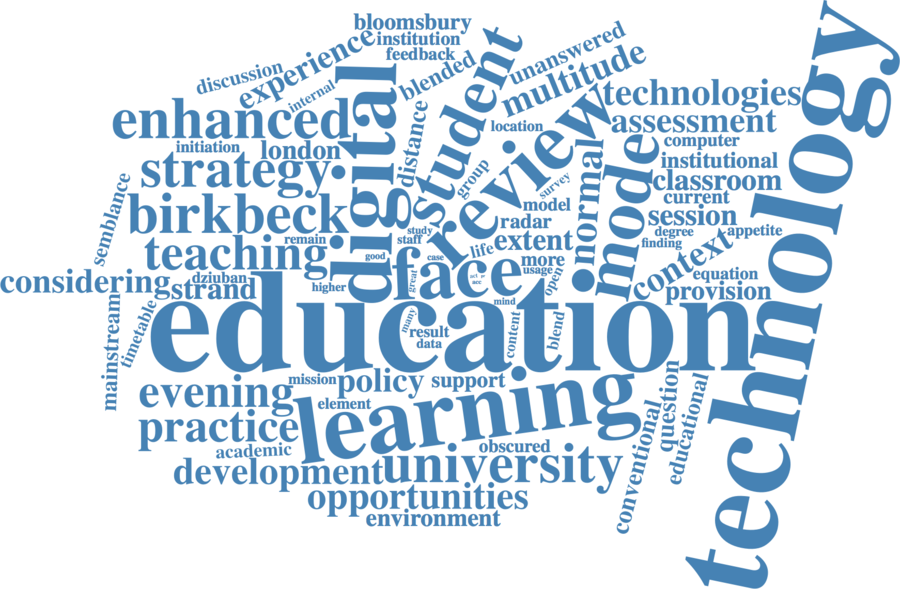 bloomsbury
institution
feedback
experience
discussion
internal
blended
unanswered
multitude
student
digital
enhanced
initiation
london
strategy
distance
location
group
survey
review
technologies
assessment
computer
institutional
classroom
current
session
degree
appetite
finding
normal
mode
technology
model
radar
extent
more
life
usage
open
study
staff
case
good
great
birkbeck
semblance
remain
teaching
considering
dziuban
strand
higher
face
context
equation
provision
education
mind
many
result
data
content
blend
mainstream
timetable
evening
mission
policy
support
element
learning
practice
academic
obscured
development
university
opportunities
environment
question
educational
conventional